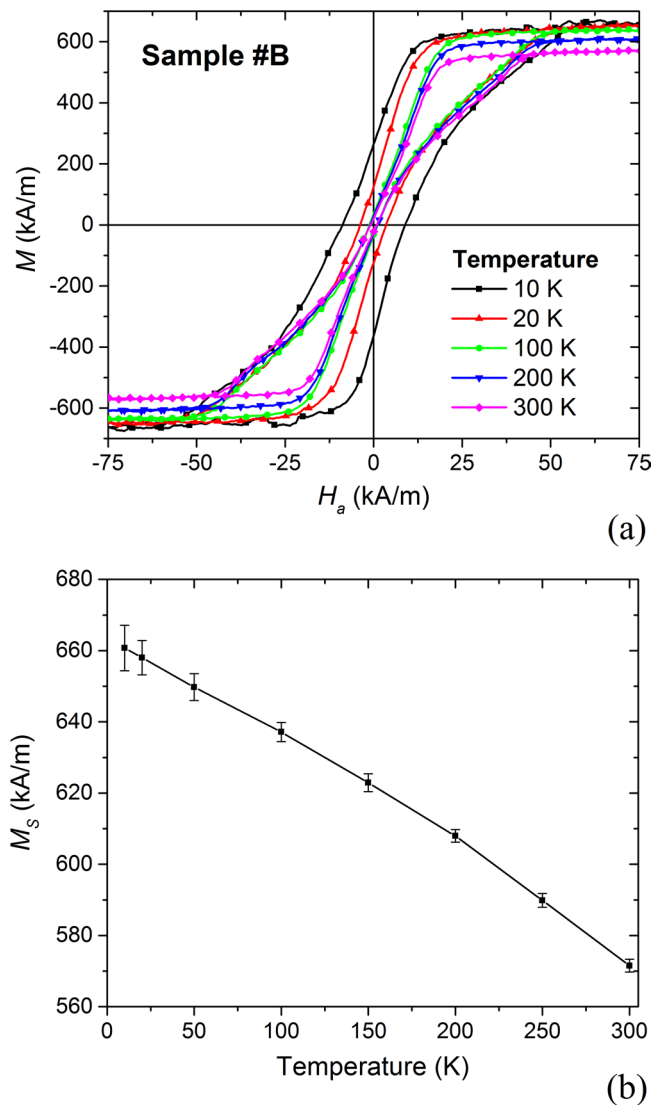 600
400
200
0
-200
-400
-600
M (kA/m)
Sample #B
Temperature
10 K
20 K
100 K
200 K
300 K
-75 -50 -25 0 25 50 75
Hₐ (kA/m)
(a)
680
660
640
620
600
580
560
M_S (kA/m)
0 50 100 150 200 250 300
Temperature (K)
(b)